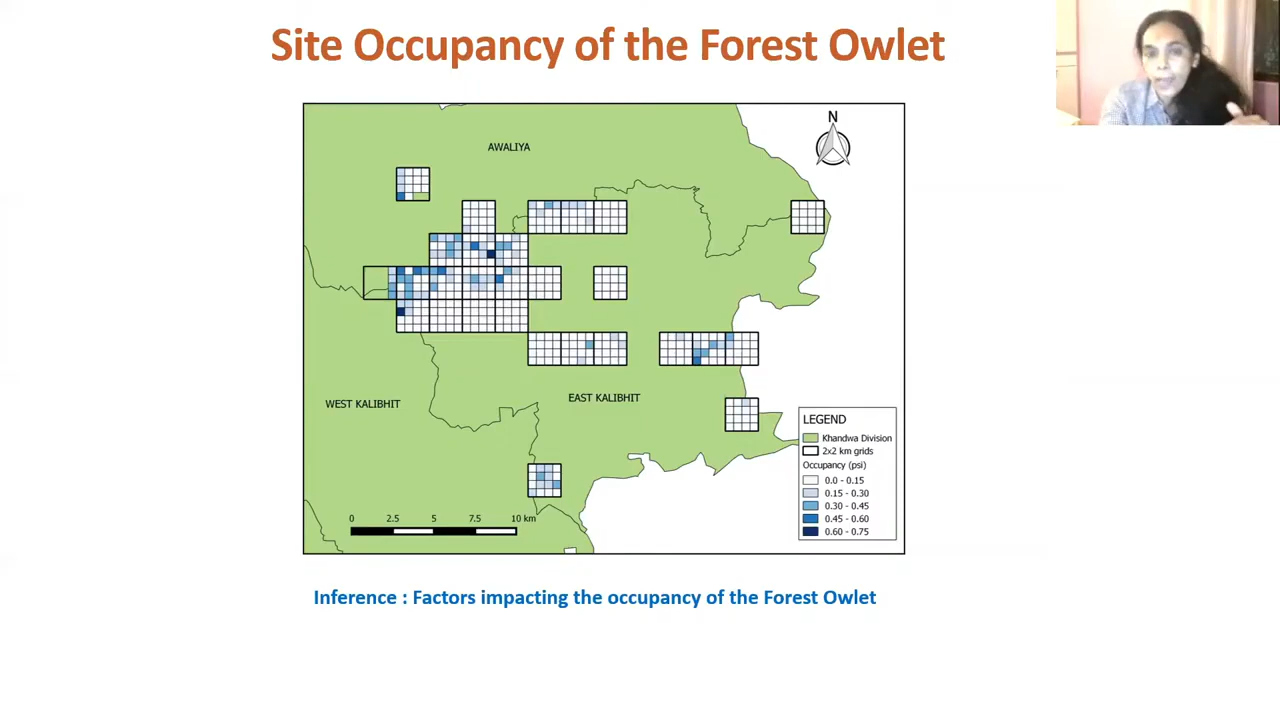 Site Occupancy of the Forest Owlet
N
AWALIYA
WEST KALIBHIT
EAST KALIBHIT
LEGEND
Khandwa Division
2x2 km grids
Occupancy (psi)
0.0 - 0.15
0.15 - 0.30
0.30 - 0.45
0.45 - 0.60
0.60 - 0.75
0 2.5 5 7.5 10 km
Inference : Factors impacting the occupancy of the Forest Owlet